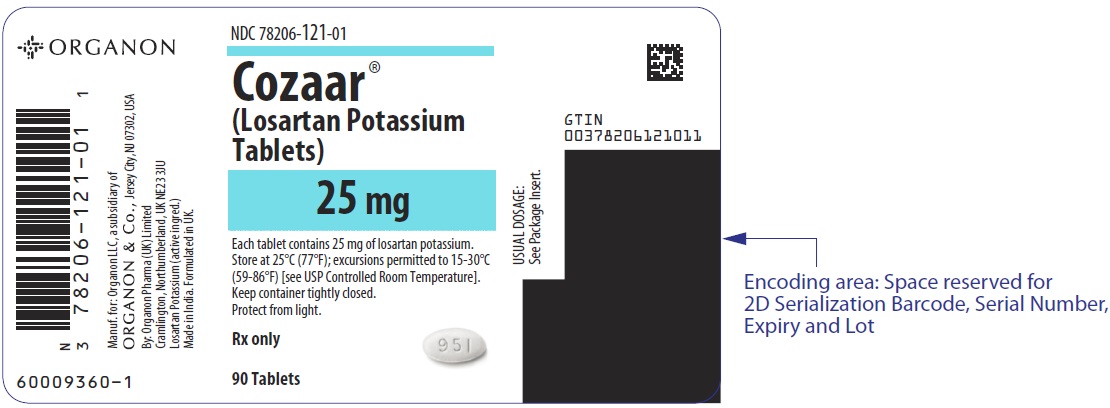 ORGANON
N
3 78206-121-01 1
Manuf. for: Organon LLC, a subsidiary of
ORGANON & Co., Jersey City, NJ 07302, USA
By: Organon Pharma (UK) Limited
Cramlington, Northumberland, UK NE23 3JU
Losartan Potassium (active ingred.)
Made in India. Formulated in UK.
60009360-1
NDC 78206-121-01
Cozaar®
(Losartan Potassium
Tablets)
25 mg
Each tablet contains 25 mg of losartan potassium.
Store at 25°C (77°F); excursions permitted to 15-30°C
(59-86°F) [see USP Controlled Room Temperature].
Keep container tightly closed.
Protect from light.
Rx only
951
90 Tablets
USUAL DOSAGE:
See Package Insert.
GTIN
00378206121011
Encoding area: Space reserved for
2D Serialization Barcode, Serial Number,
Expiry and Lot